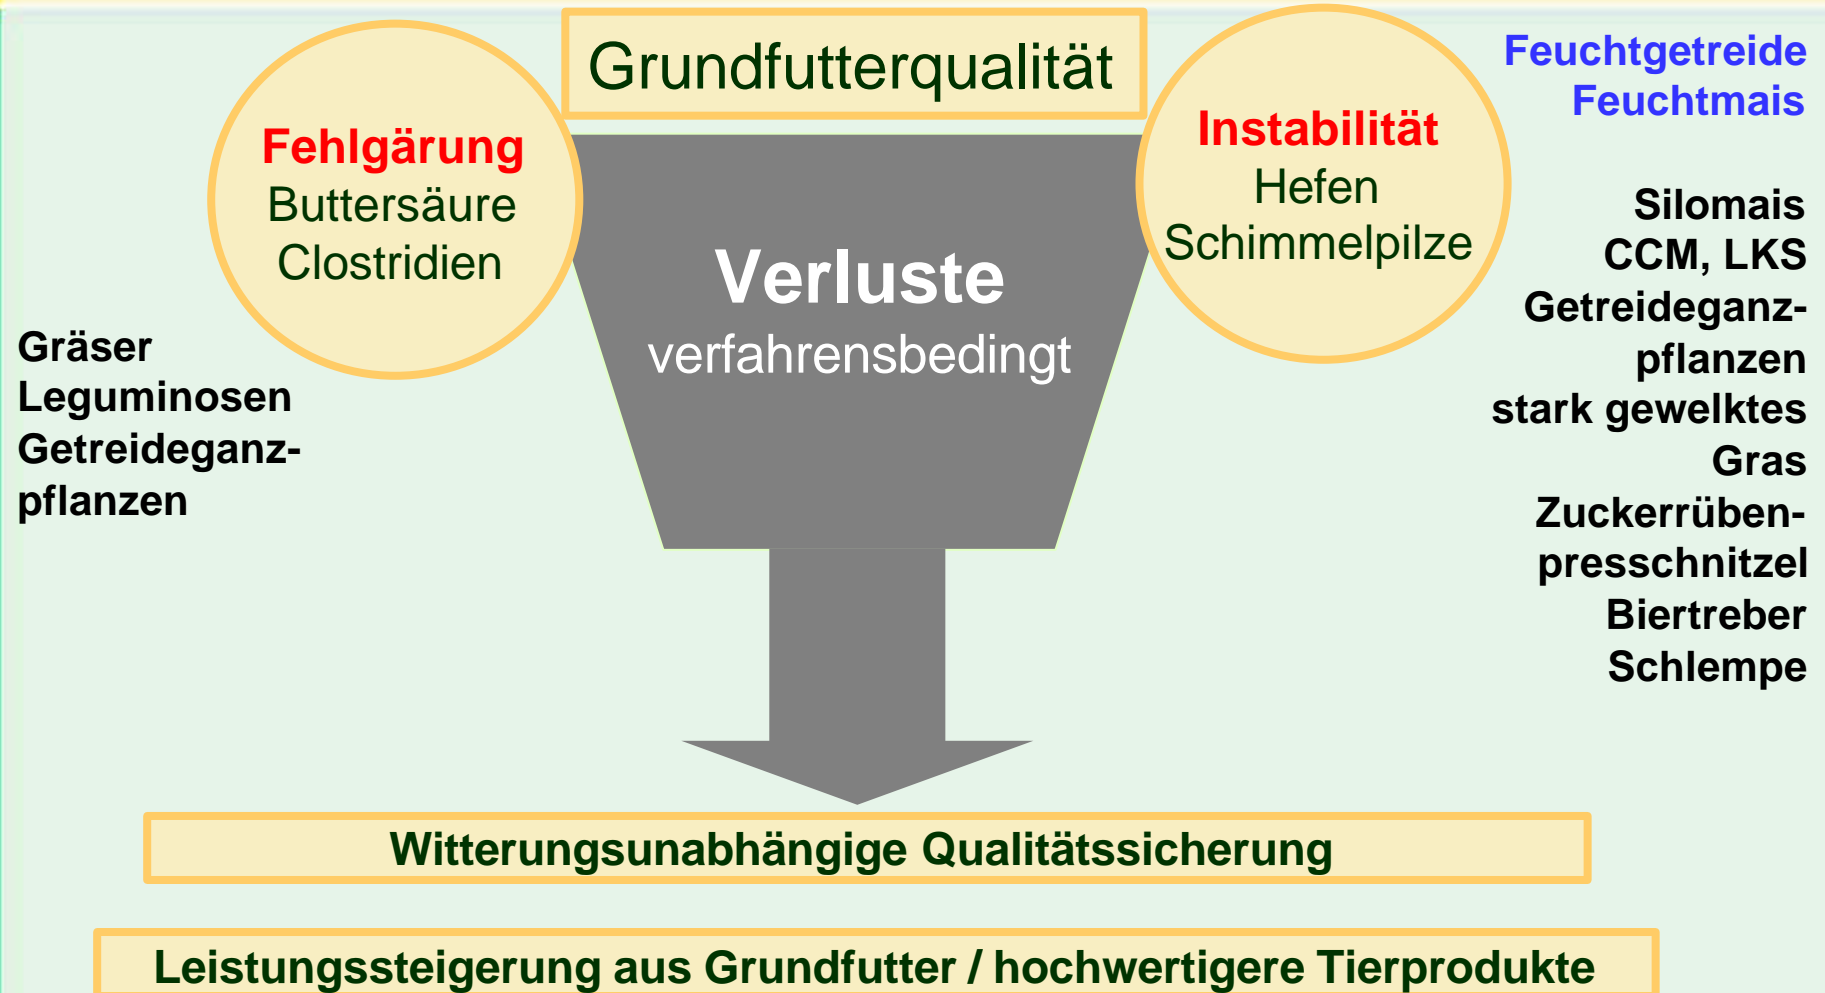 Grundfutterqualität
Fehlgärung
Buttersäure
Clostridien
Instabilität
Hefen
Schimmelpilze
Feuchtgetreide
Feuchtmais
Verluste
verfahrensbedingt
Gräser
Leguminosen
Getreideganz-
pflanzen
Silomais
CCM, LKS
Getreideganz-
pflanzen
stark gewelktes
Gras
Zuckerrüben-
presschnitzel
Biertreber
Schlempe
Witterungsunabhängige Qualitätssicherung
Leistungssteigerung aus Grundfutter / hochwertigere Tierprodukte